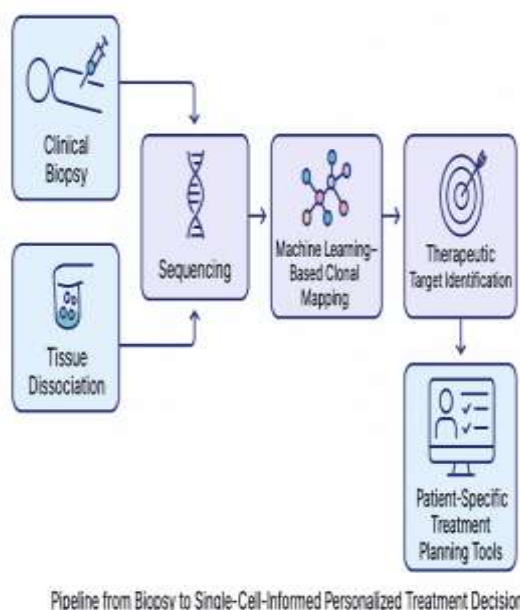 Clinical
Biopsy
Tissue
Dissociation
Sequencing
Machine Learning–
Based Clonal
Mapping
Therapeutic
Target Identification
Patient-Specific
Treatment
Planning Tools
Pipeline from Biopsy to Single-Cell-Informed Personalized Treatment Decision